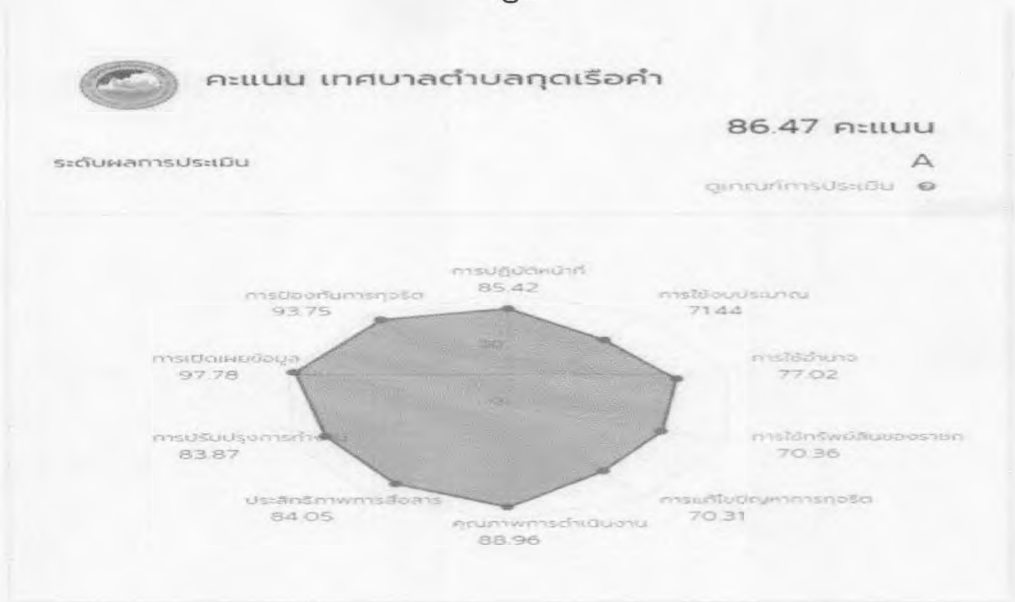 คะแนน เทศบาลตำบลกุดเรือคำ
86.47 คะแนน
ระดับผลการประเมิน
A
ดูเกณฑ์การประเมิน
การปฏิบัติหน้าที่
85.42
การป้องกันการทุจริต
93.75
การใช้งบประมาณ
71.44
การเปิดเผยข้อมูล
97.78
การใช้อำนาจ
77.02
การปรับปรุงการทำงาน
83.87
การใช้ทรัพย์สินของราชก
70.36
ประสิทธิภาพการสื่อสาร
84.05
การแก้ไขปัญหาการทุจริต
70.31
คุณภาพการดำเนินงาน
88.96